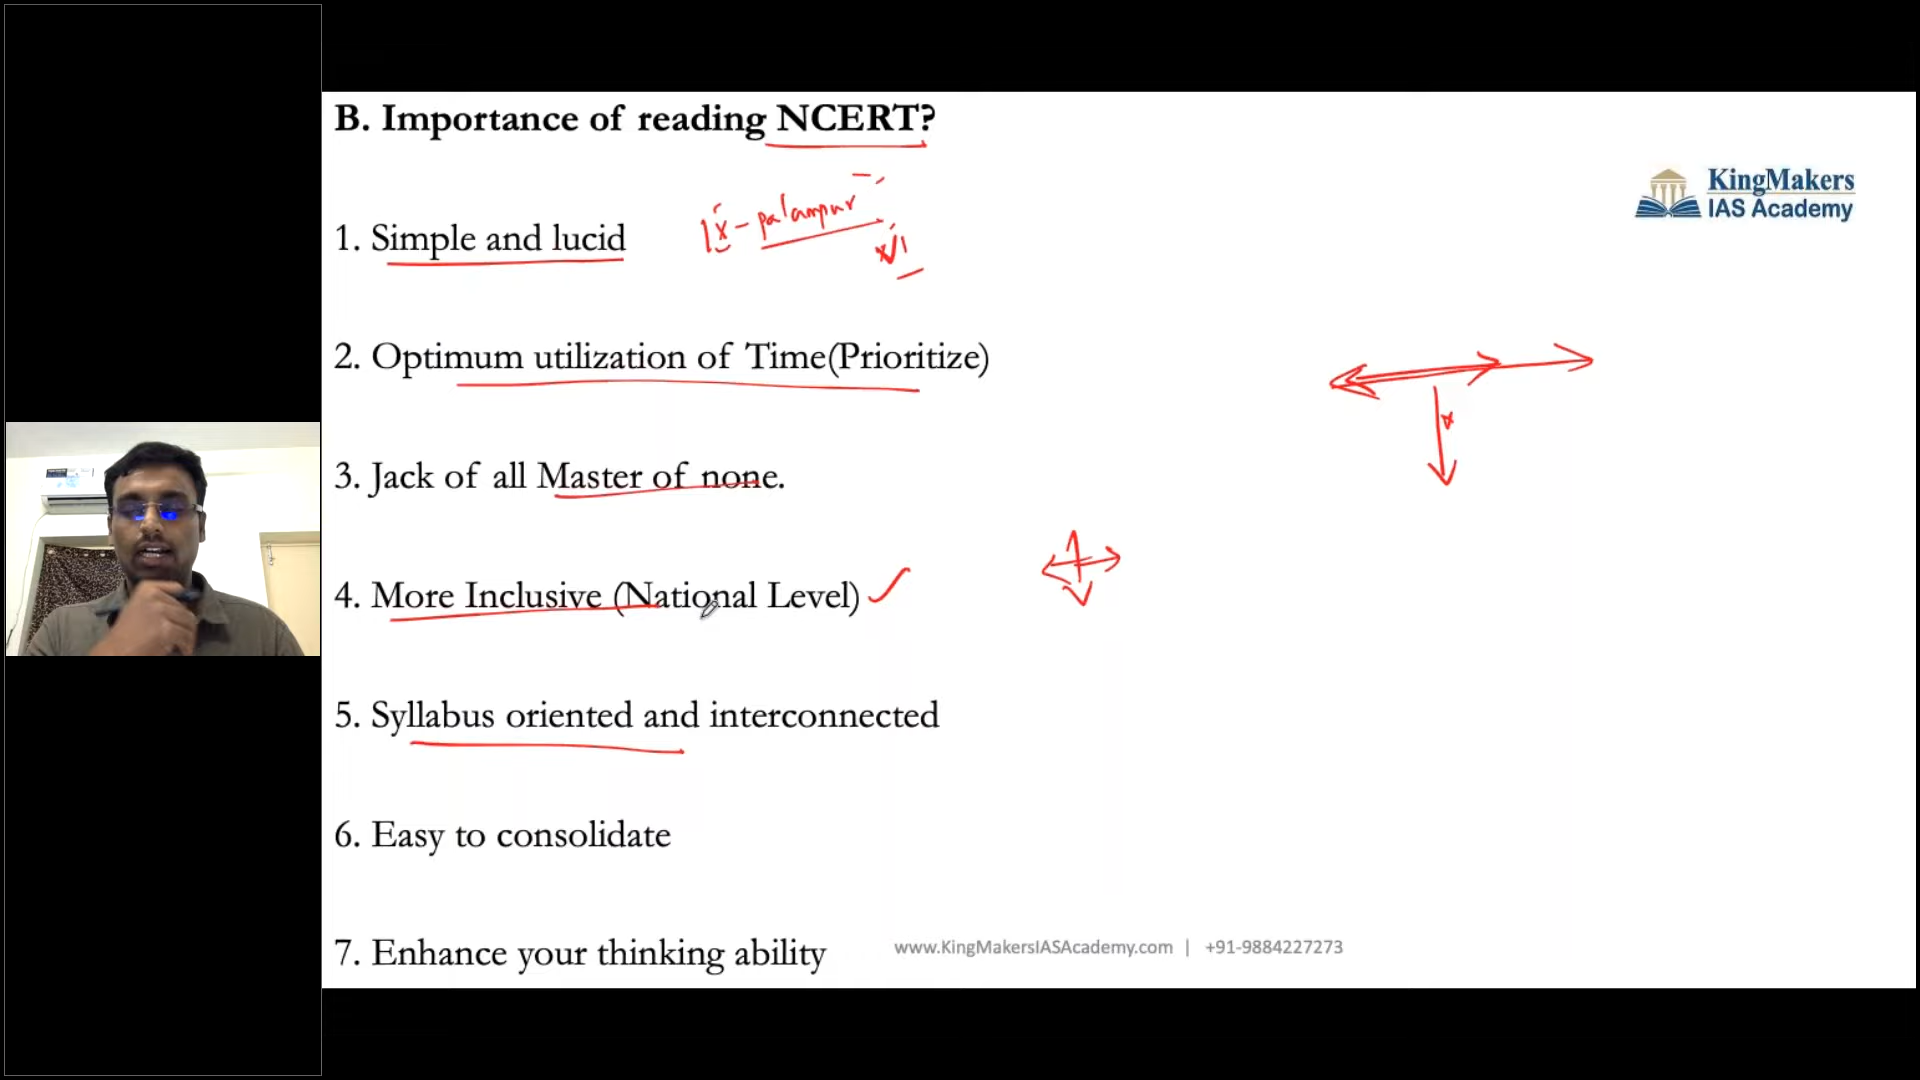 B. Importance of reading NCERT?
KingMakers
IAS Academy
1. Simple and lucid
1x - palampur
2. Optimum utilization of Time(Prioritize)
3. Jack of all Master of none.
4. More Inclusive (National Level)
5. Syllabus oriented and interconnected
6. Easy to consolidate
7. Enhance your thinking ability
www.KingMakersIASAcademy.com | +91-9884227273